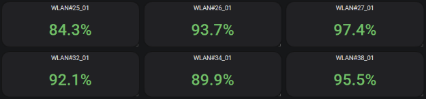 WLAN#25_01 WLAN#26_01 WLAN#27_01
84.3% 93.7% 97.4%
WLAN#32_01 WLAN#34_01 WLAN#38_01
92.1% 89.9% 95.5%